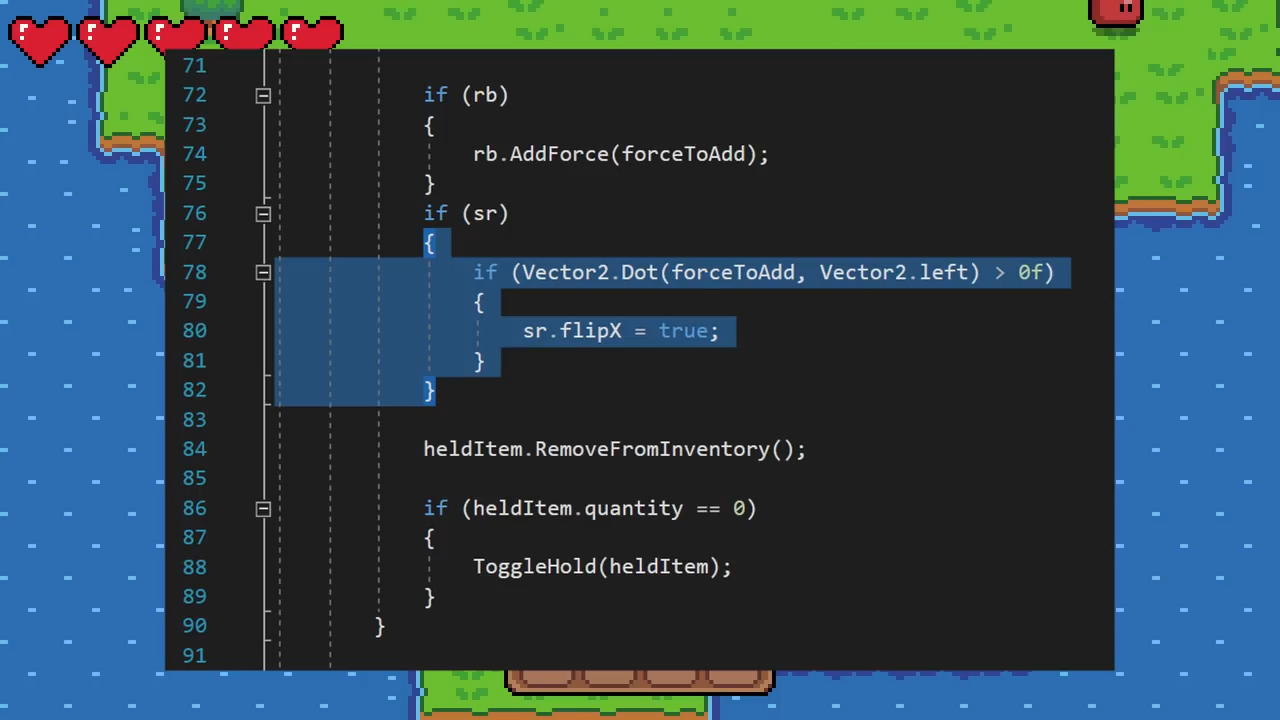 71
72 if (rb)
73 {
74 rb.AddForce(forceToAdd);
75 }
76 if (sr)
77 {
78 if (Vector2.Dot(forceToAdd, Vector2.left) > 0f)
79 {
80 sr.flipX = true;
81 }
82 }
83
84 heldItem.RemoveFromInventory();
85
86 if (heldItem.quantity == 0)
87 {
88 ToggleHold(heldItem);
89 }
90 }
91